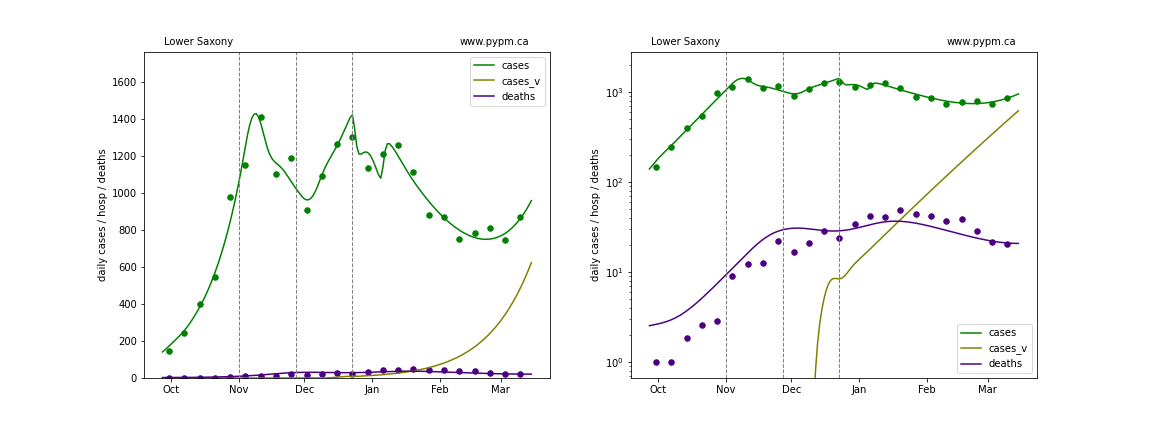 Lower Saxony www.pypm.ca
cases
cases_v
deaths
daily cases / hosp / deaths
1600
1400
1200
1000
800
600
400
200
0
Oct Nov Dec Jan Feb Mar
Lower Saxony www.pypm.ca
daily cases / hosp / deaths
10³
10²
10¹
10⁰
cases
cases_v
deaths
Oct Nov Dec Jan Feb Mar